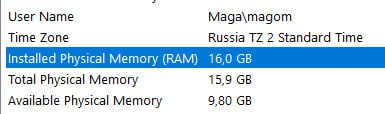 User Name Maga\magom
Time Zone Russia TZ 2 Standard Time
Installed Physical Memory (RAM) 16,0 GB
Total Physical Memory 15,9 GB
Available Physical Memory 9,80 GB